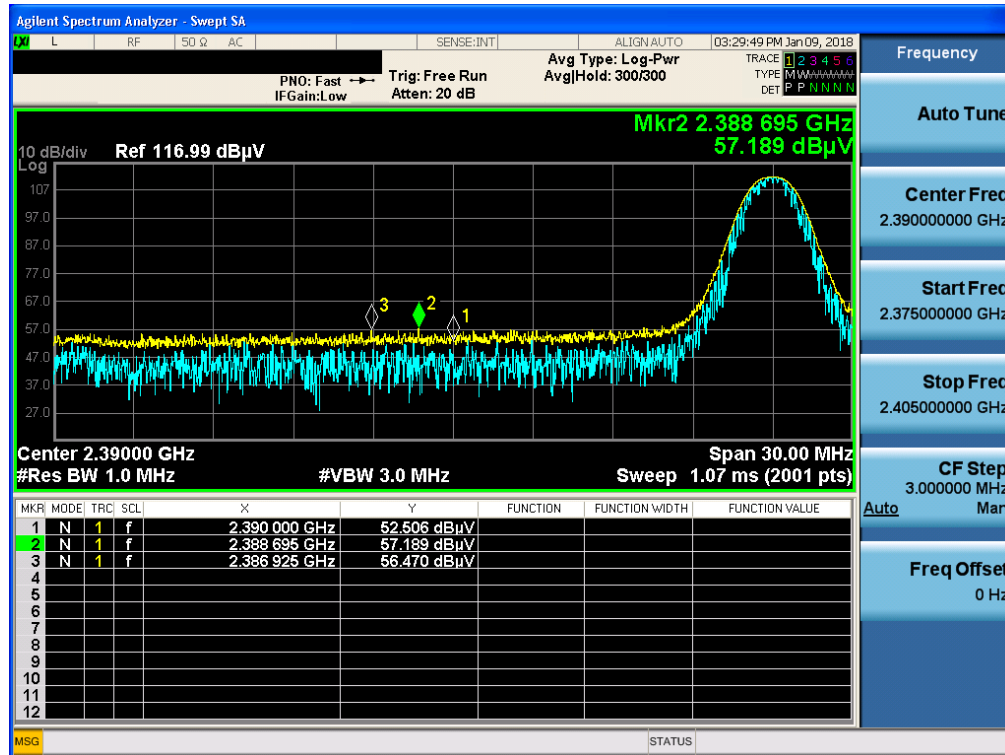 Agilent Spectrum Analyzer - Swept SA
LXI L RF 50 Ω AC SENSE:INT ALIGN AUTO 03:29:49 PM Jan 09, 2018
Frequency
PNO: Fast
IFGain:Low
Trig: Free Run
Atten: 20 dB
Avg Type: Log-Pwr
Avg|Hold: 300/300
TRACE 1 2 3 4 5 6
TYPE MWWWWW
DET P P N N N N
Auto Tune
Mkr2 2.388 695 GHz
57.189 dBµV
10 dB/div Ref 116.99 dBµV
Log
107
97.0
87.0
77.0
67.0
57.0
47.0
37.0
27.0
3 2 1
Center 2.39000 GHz Span 30.00 MHz
#Res BW 1.0 MHz #VBW 3.0 MHz Sweep 1.07 ms (2001 pts)
Center Freq
2.390000000 GHz
Start Freq
2.375000000 GHz
Stop Freq
2.405000000 GHz
CF Step
3.000000 MHz
Auto Man
Freq Offset
0 Hz
MKR MODE TRC SCL X Y FUNCTION FUNCTION WIDTH FUNCTION VALUE
1 N 1 f 2.390 000 GHz 52.506 dBµV
2 N 1 f 2.388 695 GHz 57.189 dBµV
3 N 1 f 2.386 925 GHz 56.470 dBµV
4
5
6
7
8
9
10
11
12
MSG STATUS